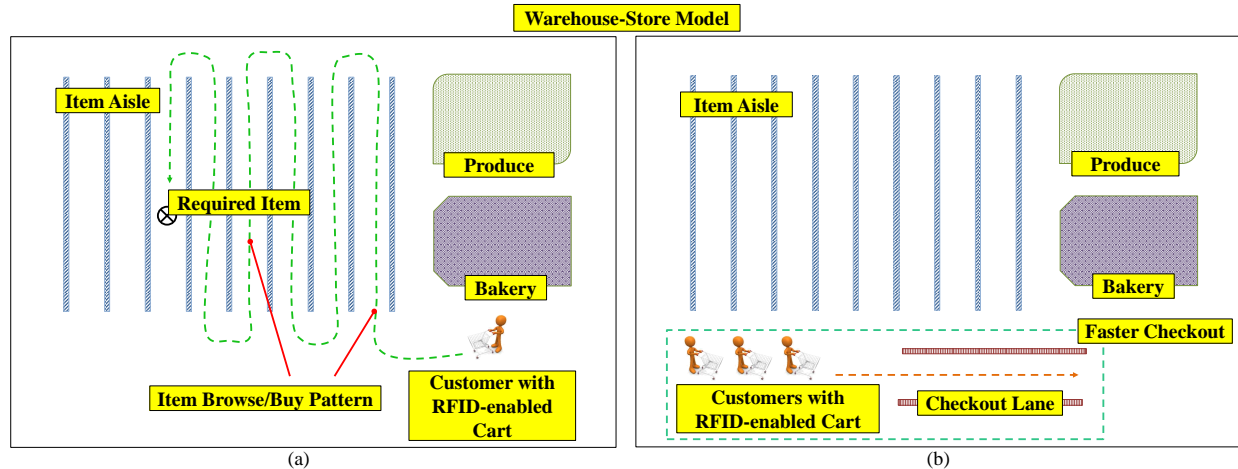 Warehouse-Store Model
Item Aisle
Required Item
Produce
Bakery
Item Browse/Buy Pattern
Customer with
RFID-enabled
Cart
(a)
Item Aisle
Produce
Bakery
Faster Checkout
Customers with
RFID-enabled Cart
Checkout Lane
(b)